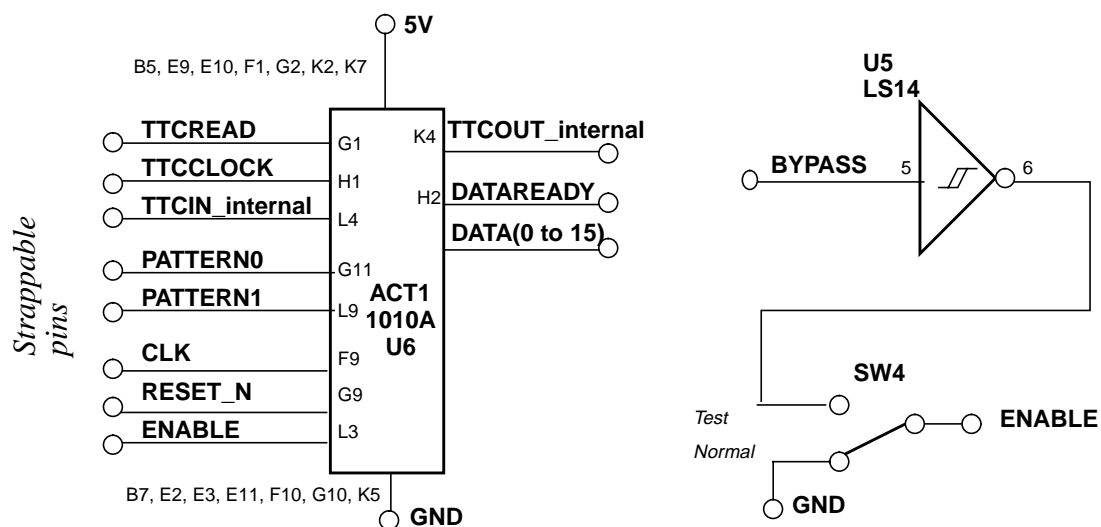 5V
B5, E9, E10, F1, G2, K2, K7
TTCREAD
G1
TTCCLOCK
H1
TTCIN_internal
L4
PATTERN0
G11
PATTERN1
L9
CLK
F9
RESET_N
G9
ENABLE
L3
Strappable
pins
ACT1
1010A
U6
K4
TTCOUT_internal
H2
DATAREADY
DATA(0 to 15)
B7, E2, E3, E11, F10, G10, K5
GND
U5
LS14
BYPASS
5
6
SW4
Test
Normal
ENABLE
GND